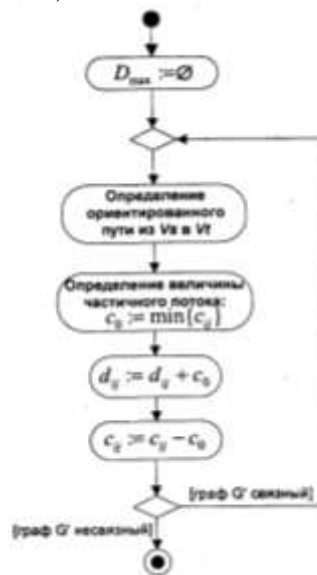 D_max := ∅
Определение
ориентированного
пути из Vs в Vt
Определение величины
частичного потока:
c_0 := min{c_ij}
d_ij := d_ij + c_0
c_ij := c_ij − c_0
[граф G' связный]
[граф G' несвязный]